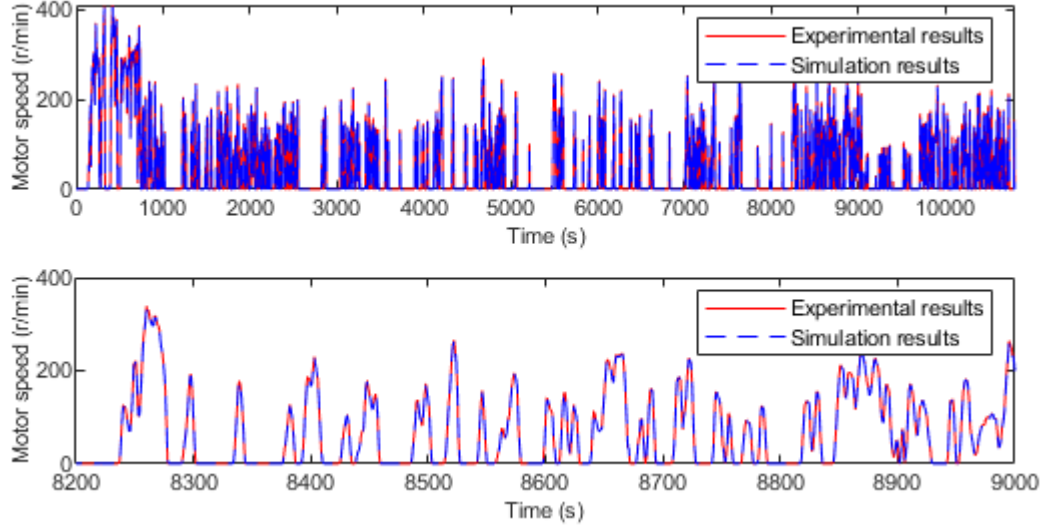 400
200
0
Motor speed (r/min)
Experimental results
Simulation results
0 1000 2000 3000 4000 5000 6000 7000 8000 9000 10000
Time (s)
400
200
0
Motor speed (r/min)
Experimental results
Simulation results
8200 8300 8400 8500 8600 8700 8800 8900 9000
Time (s)